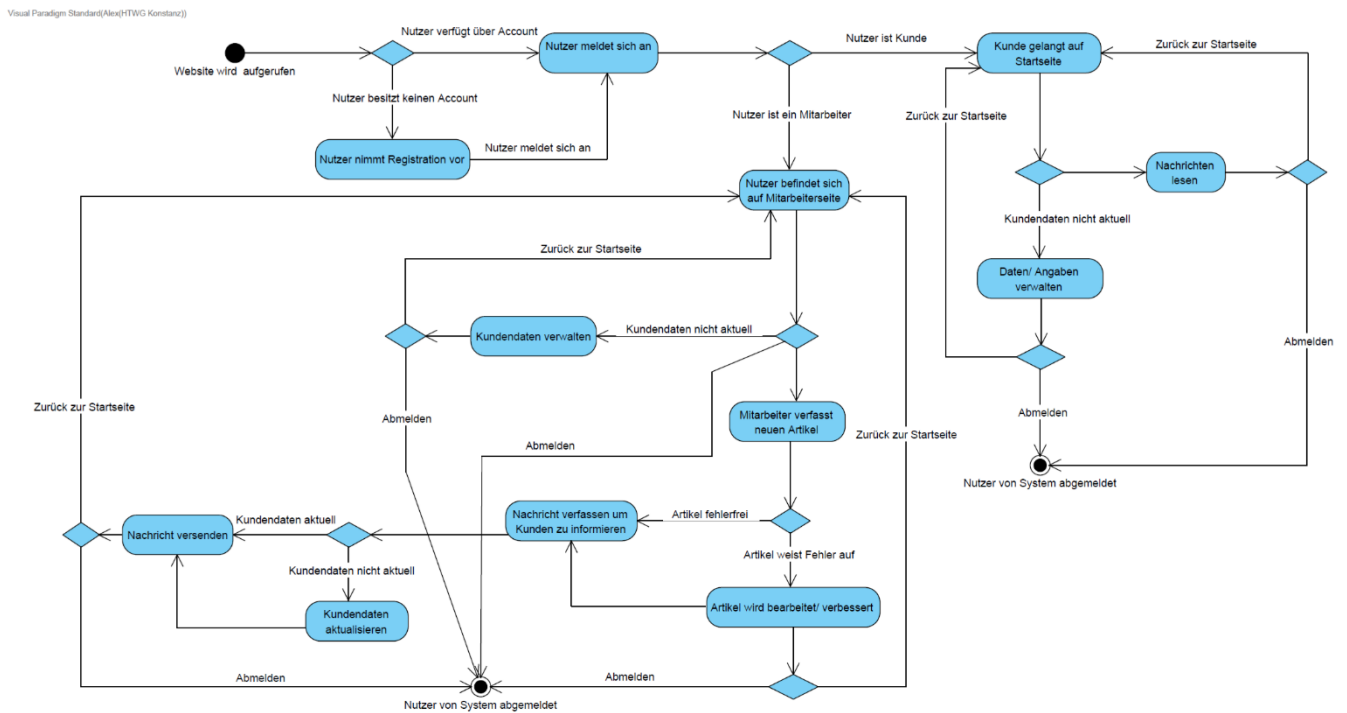 Visual Paradigm Standard(Alex(HTWG Konstanz))
Nutzer verfügt über Account
Nutzer meldet sich an
Nutzer ist Kunde
Kunde gelangt auf
Startseite
Zurück zur Startseite
Website wird aufgerufen
Nutzer besitzt keinen Account
Nutzer ist ein Mitarbeiter
Zurück zur Startseite
Nutzer nimmt Registration vor
Nutzer meldet sich an
Nachrichten
lesen
Nutzer befindet sich
auf Mitarbeiterseite
Kundendaten nicht aktuell
Zurück zur Startseite
Daten/ Angaben
verwalten
Kundendaten verwalten
Kundendaten nicht aktuell
Abmelden
Zurück zur Startseite
Abmelden
Mitarbeiter verfasst
neuen Artikel
Abmelden
Zurück zur Startseite
Abmelden
Nutzer von System abgemeldet
Nachricht versenden
Kundendaten aktuell
Nachricht verfassen um
Kunden zu informieren
Artikel fehlerfrei
Artikel weist Fehler auf
Kundendaten nicht aktuell
Kundendaten
aktualisieren
Artikel wird bearbeitet/ verbessert
Abmelden
Abmelden
Nutzer von System abgemeldet